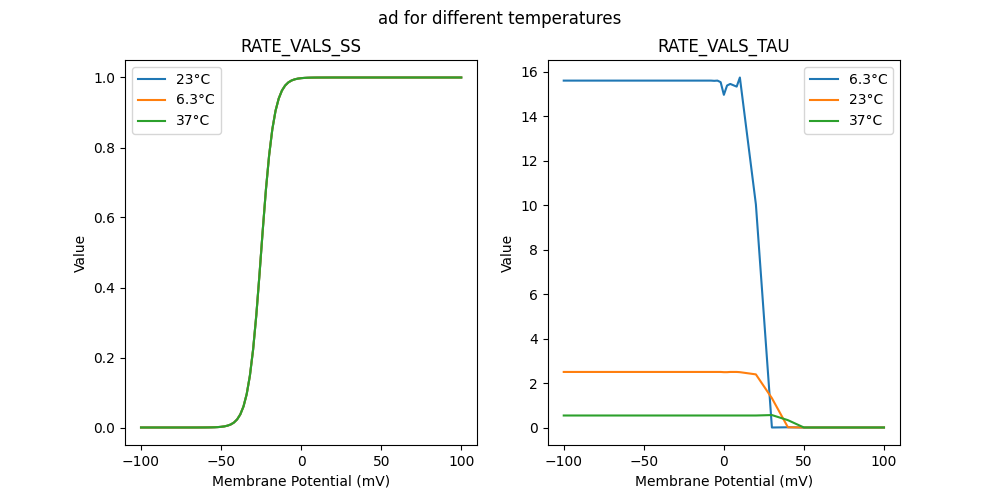 ad for different temperatures
RATE_VALS_SS
RATE_VALS_TAU
23°C
6.3°C
37°C
6.3°C
23°C
37°C
1.0
0.8
0.6
0.4
0.2
0.0
Value
−100
−50
0
50
100
Membrane Potential (mV)
16
14
12
10
8
6
4
2
0
Value
−100
−50
0
50
100
Membrane Potential (mV)